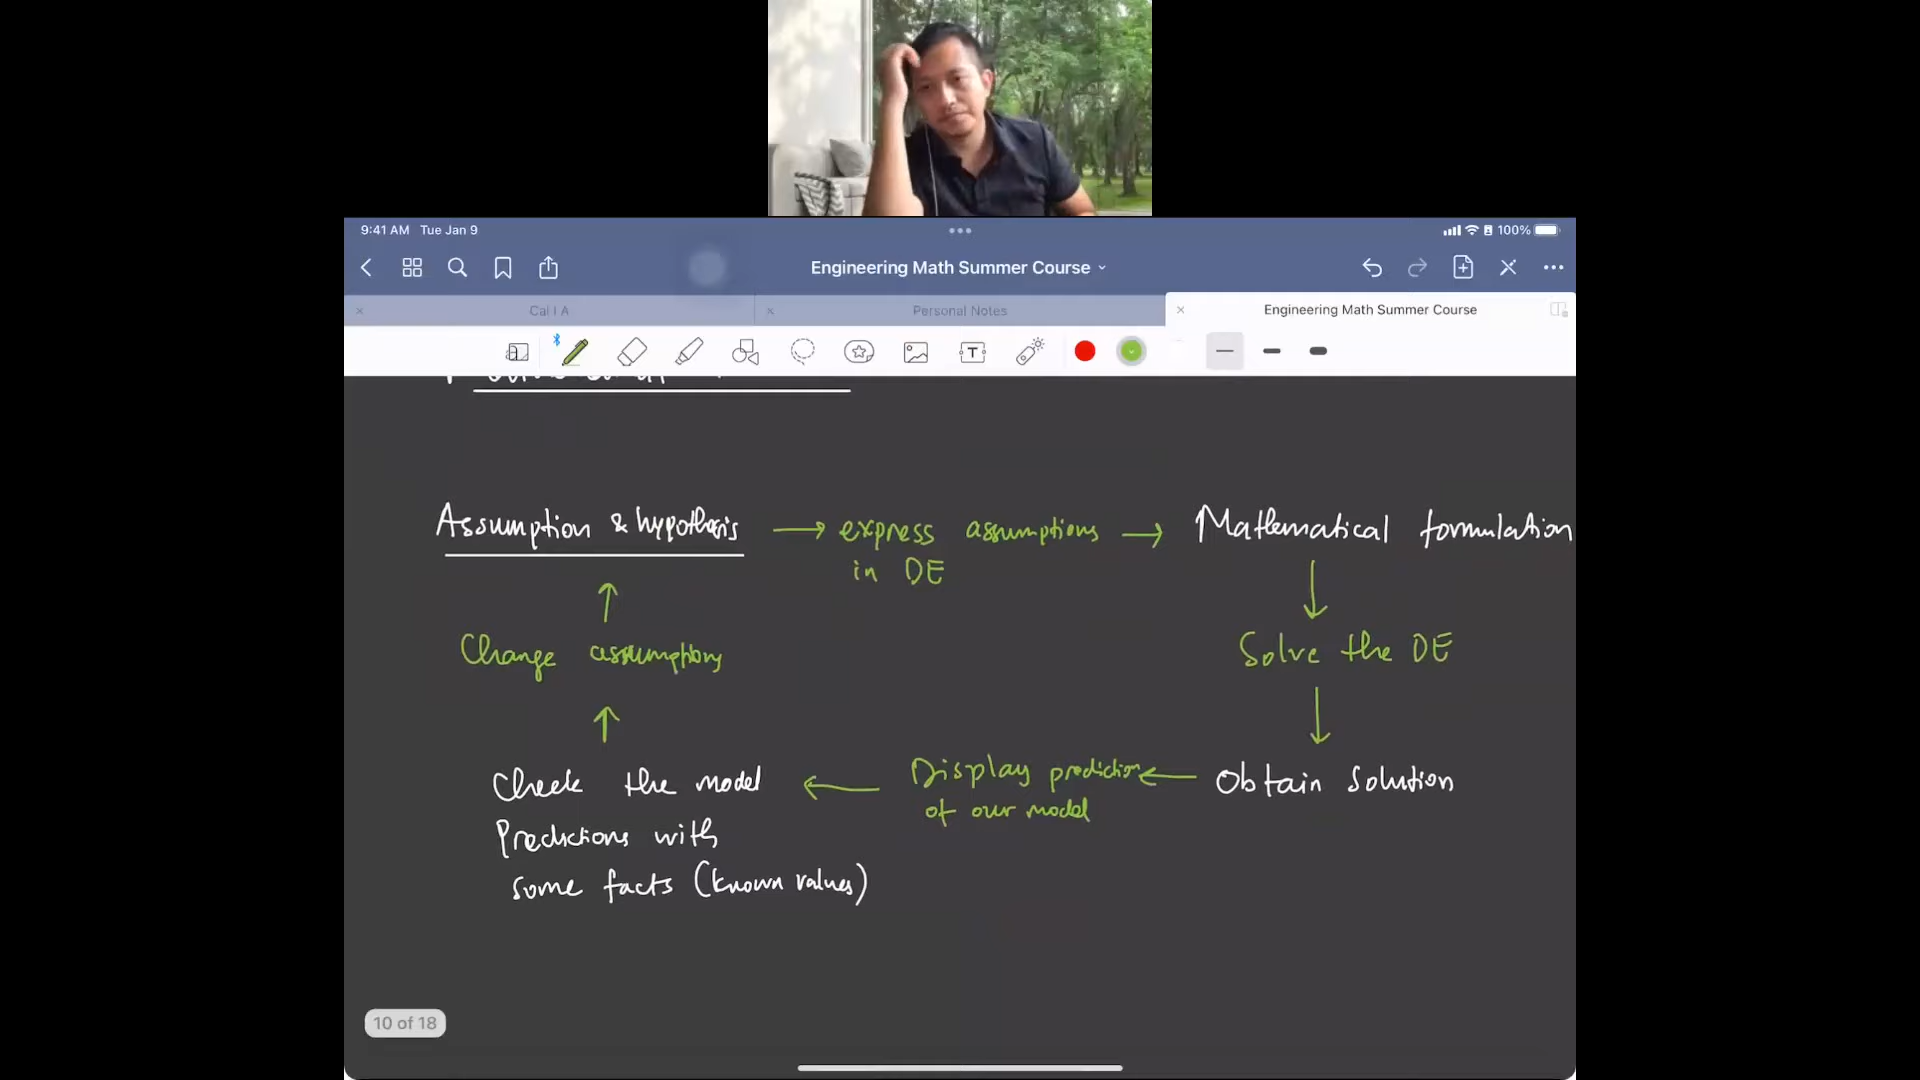 9:41 AM Tue Jan 9
100%
Engineering Math Summer Course
Cal I A
Personal Notes
Engineering Math Summer Course
Assumption & hypothesis → express assumptions → Mathematical formulation
in DE
Change assumptions
Solve the DE
Check the model ← Display prediction ← Obtain solution
of our model
Predictions with
some facts (known values)
10 of 18